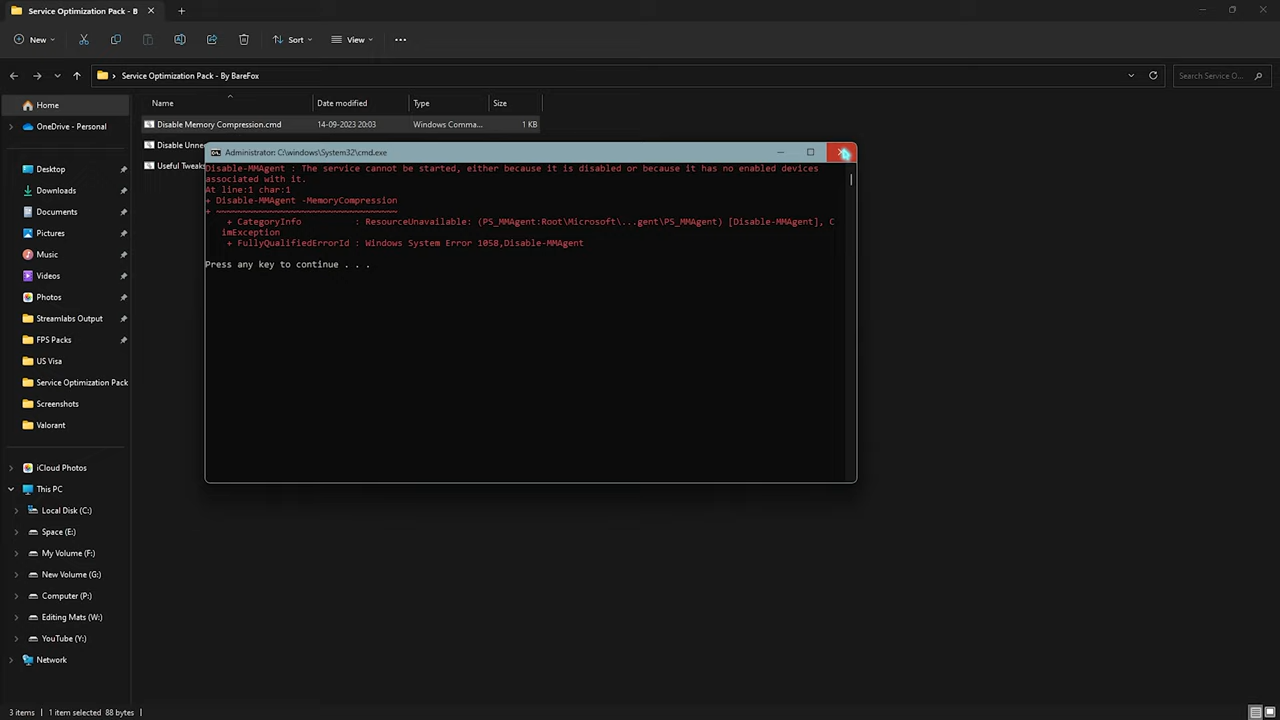 Service Optimization Pack - B
New
Sort
View
Service Optimization Pack - By BareFox
Search Service O...
Name
Date modified
Type
Size
Disable Memory Compression.cmd
14-09-2023 20:03
Windows Comma...
1 KB
Disable Unne
Useful Tweaks
Home
OneDrive - Personal
Desktop
Downloads
Documents
Pictures
Music
Videos
Photos
Streamlabs Output
FPS Packs
US Visa
Service Optimization Pack
Screenshots
Valorant
iCloud Photos
This PC
Local Disk (C:)
Space (E:)
My Volume (F:)
New Volume (G:)
Computer (P:)
Editing Mats (W:)
YouTube (Y:)
Network
Administrator: C:\windows\System32\cmd.exe
Disable-MMAgent : The service cannot be started, either because it is disabled or because it has no enabled devices
associated with it.
At line:1 char:1
+ Disable-MMAgent -MemoryCompression
+ ~~~~~~~~~~~~~~~~~~~~~~~~~~~~~~~~~~
+ CategoryInfo : ResourceUnavailable: (PS_MMAgent:Root\Microsoft\...gent\PS_MMAgent) [Disable-MMAgent], C
imException
+ FullyQualifiedErrorId : Windows System Error 1058,Disable-MMAgent
Press any key to continue . . .
3 items
1 item selected 88 bytes